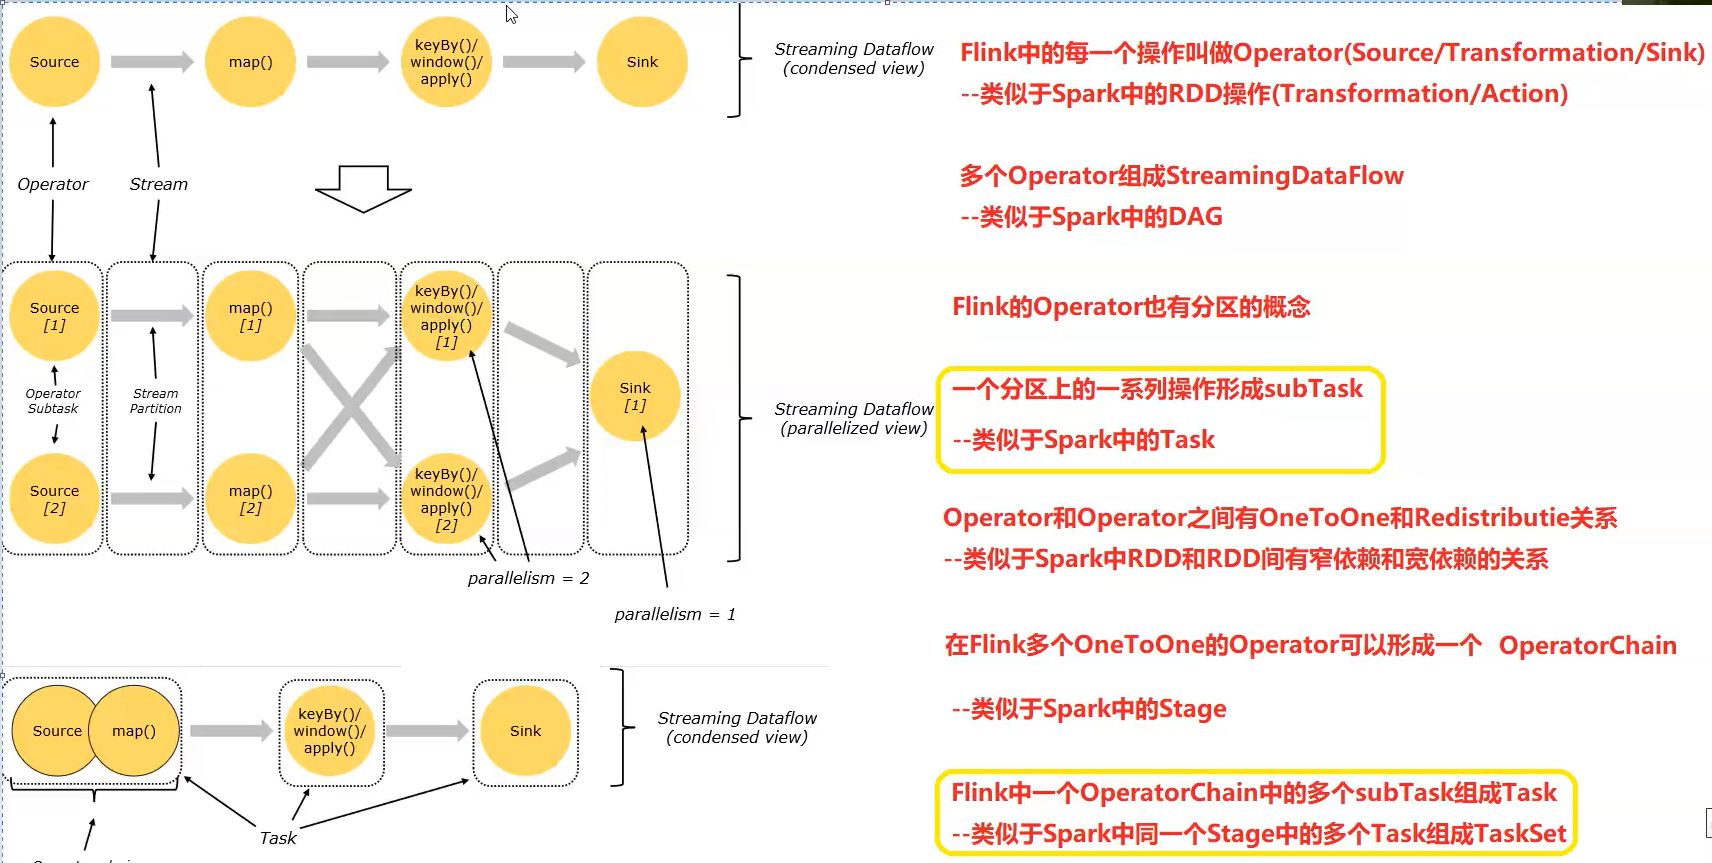 Source
map()
keyBy()/
window()/
apply()
Sink
Streaming Dataflow
(condensed view)
Operator
Stream
Source
[1]
map()
[1]
keyBy()/
window()/
apply()
[1]
Operator
Subtask
Stream
Partition
Sink
[1]
Streaming Dataflow
(parallelized view)
Source
[2]
map()
[2]
keyBy()/
window()/
apply()
[2]
parallelism = 2
parallelism = 1
Source
map()
keyBy()/
window()/
apply()
Sink
Streaming Dataflow
(condensed view)
Task
Flink中的每一个操作叫做Operator(Source/Transformation/Sink)
--类似于Spark中的RDD操作(Transformation/Action)
多个Operator组成StreamingDataFlow
--类似于Spark中的DAG
Flink的Operator也有分区的概念
一个分区上的一系列操作形成subTask
--类似于Spark中的Task
Operator和Operator之间有OneToOne和Redistributie关系
--类似于Spark中RDD和RDD间有窄依赖和宽依赖的关系
在Flink多个OneToOne的Operator可以形成一个 OperatorChain
--类似于Spark中的Stage
Flink中一个OperatorChain中的多个subTask组成Task
--类似于Spark中同一个Stage中的多个Task组成TaskSet